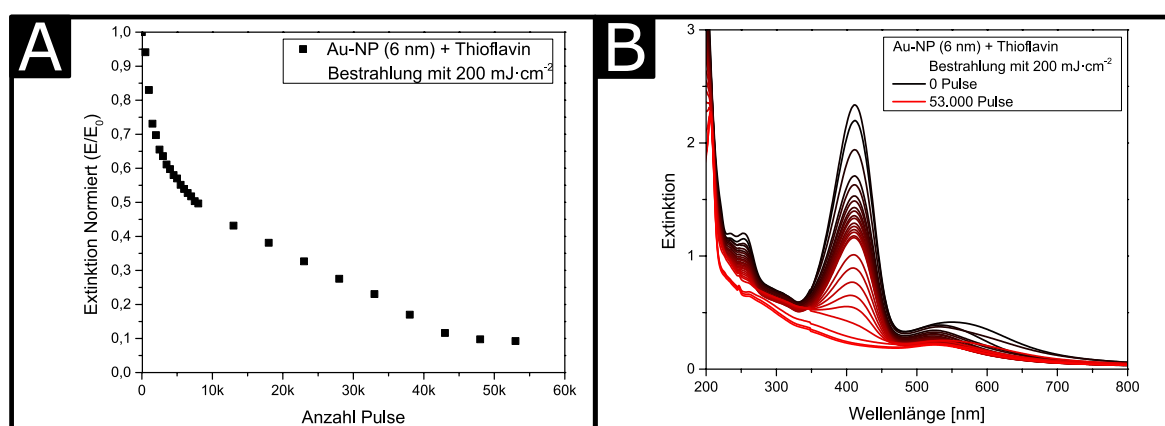 A
Extinktion Normiert (E/E₀)
1,0
0,9
0,8
0,7
0,6
0,5
0,4
0,3
0,2
0,1
0,0
Au-NP (6 nm) + Thioflavin
Bestrahlung mit 200 mJ·cm⁻²
0
10k
20k
30k
40k
50k
60k
Anzahl Pulse
B
Extinktion
3
2
1
0
Au-NP (6 nm) + Thioflavin
Bestrahlung mit 200 mJ·cm⁻²
0 Pulse
53.000 Pulse
200
300
400
500
600
700
800
Wellenlänge [nm]